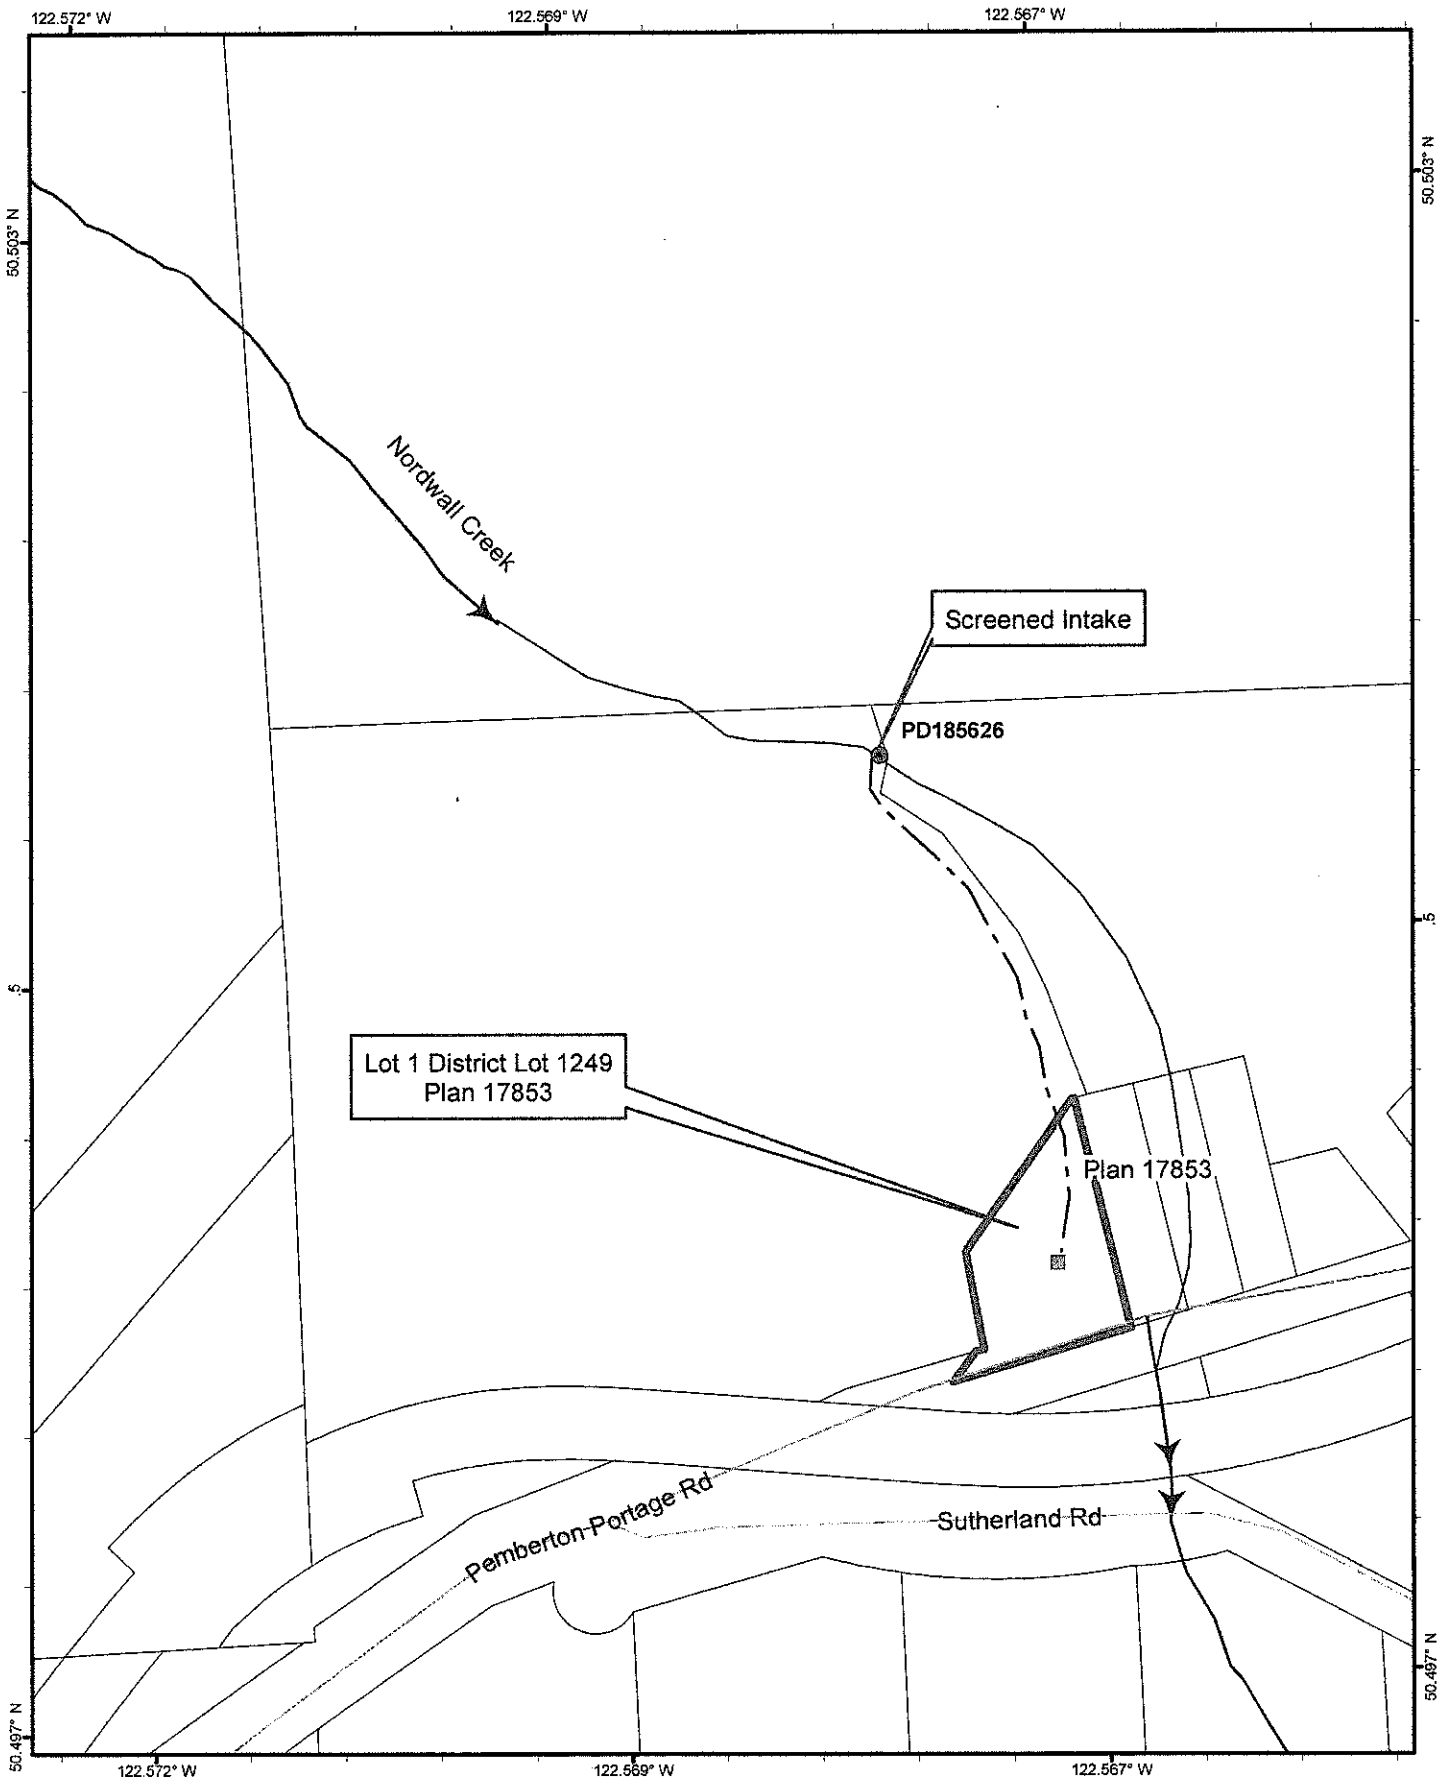 122.572° W
122.569° W
122.567° W
50.503° N
50.503° N
Nordwall Creek
Screened Intake
PD185626
.5
.5
Lot 1 District Lot 1249
Plan 17853
Plan 17853
Pemberton Portage Rd
Sutherland Rd
50.497° N
50.497° N
122.572° W
122.569° W
122.567° W